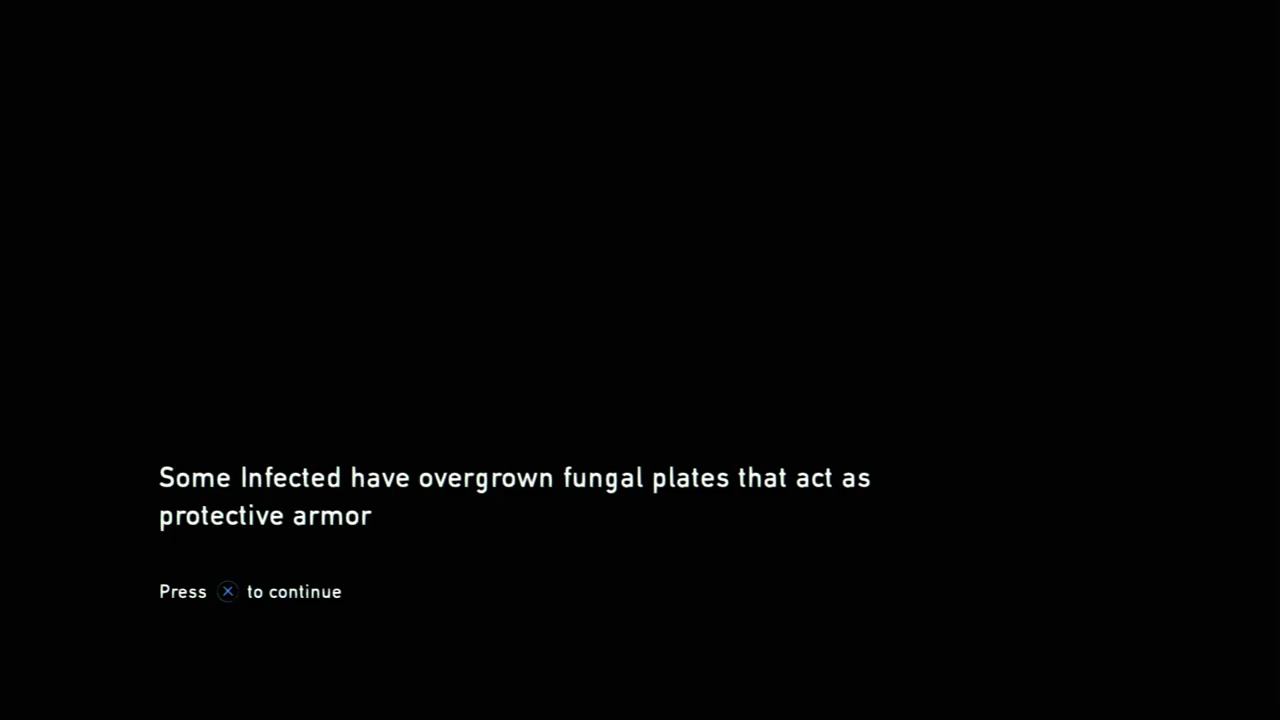 Some Infected have overgrown fungal plates that act as
protective armor
Press ⓧ to continue